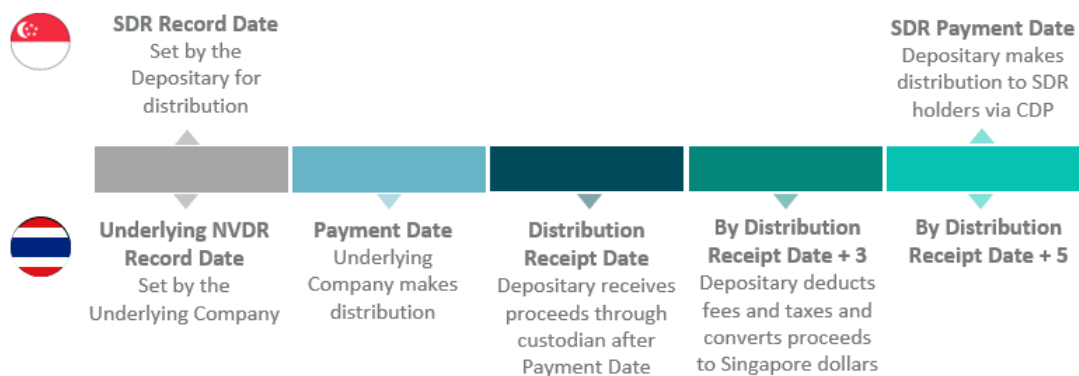 SDR Record Date
Set by the
Depositary for
distribution
SDR Payment Date
Depositary makes
distribution to SDR
holders via CDP
Underlying NVDR
Record Date
Set by the
Underlying Company
Payment Date
Underlying
Company makes
distribution
Distribution
Receipt Date
Depositary receives
proceeds through
custodian after
Payment Date
By Distribution
Receipt Date + 3
Depositary deducts
fees and taxes and
converts proceeds
to Singapore dollars
By Distribution
Receipt Date + 5